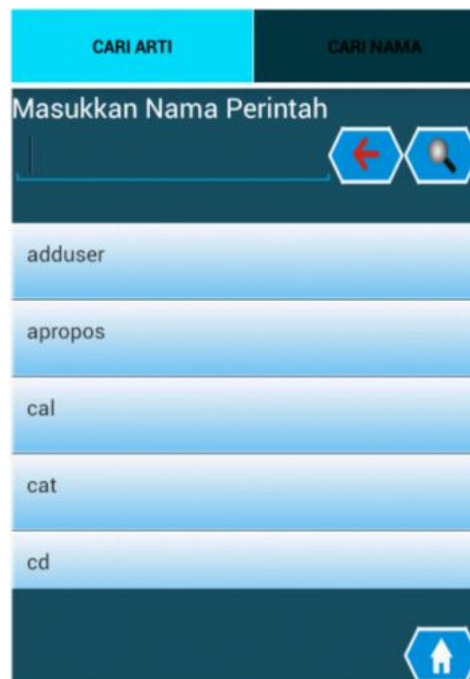 CARI ARTI
CARI NAMA
Masukkan Nama Perintah
adduser
apropos
cal
cat
cd